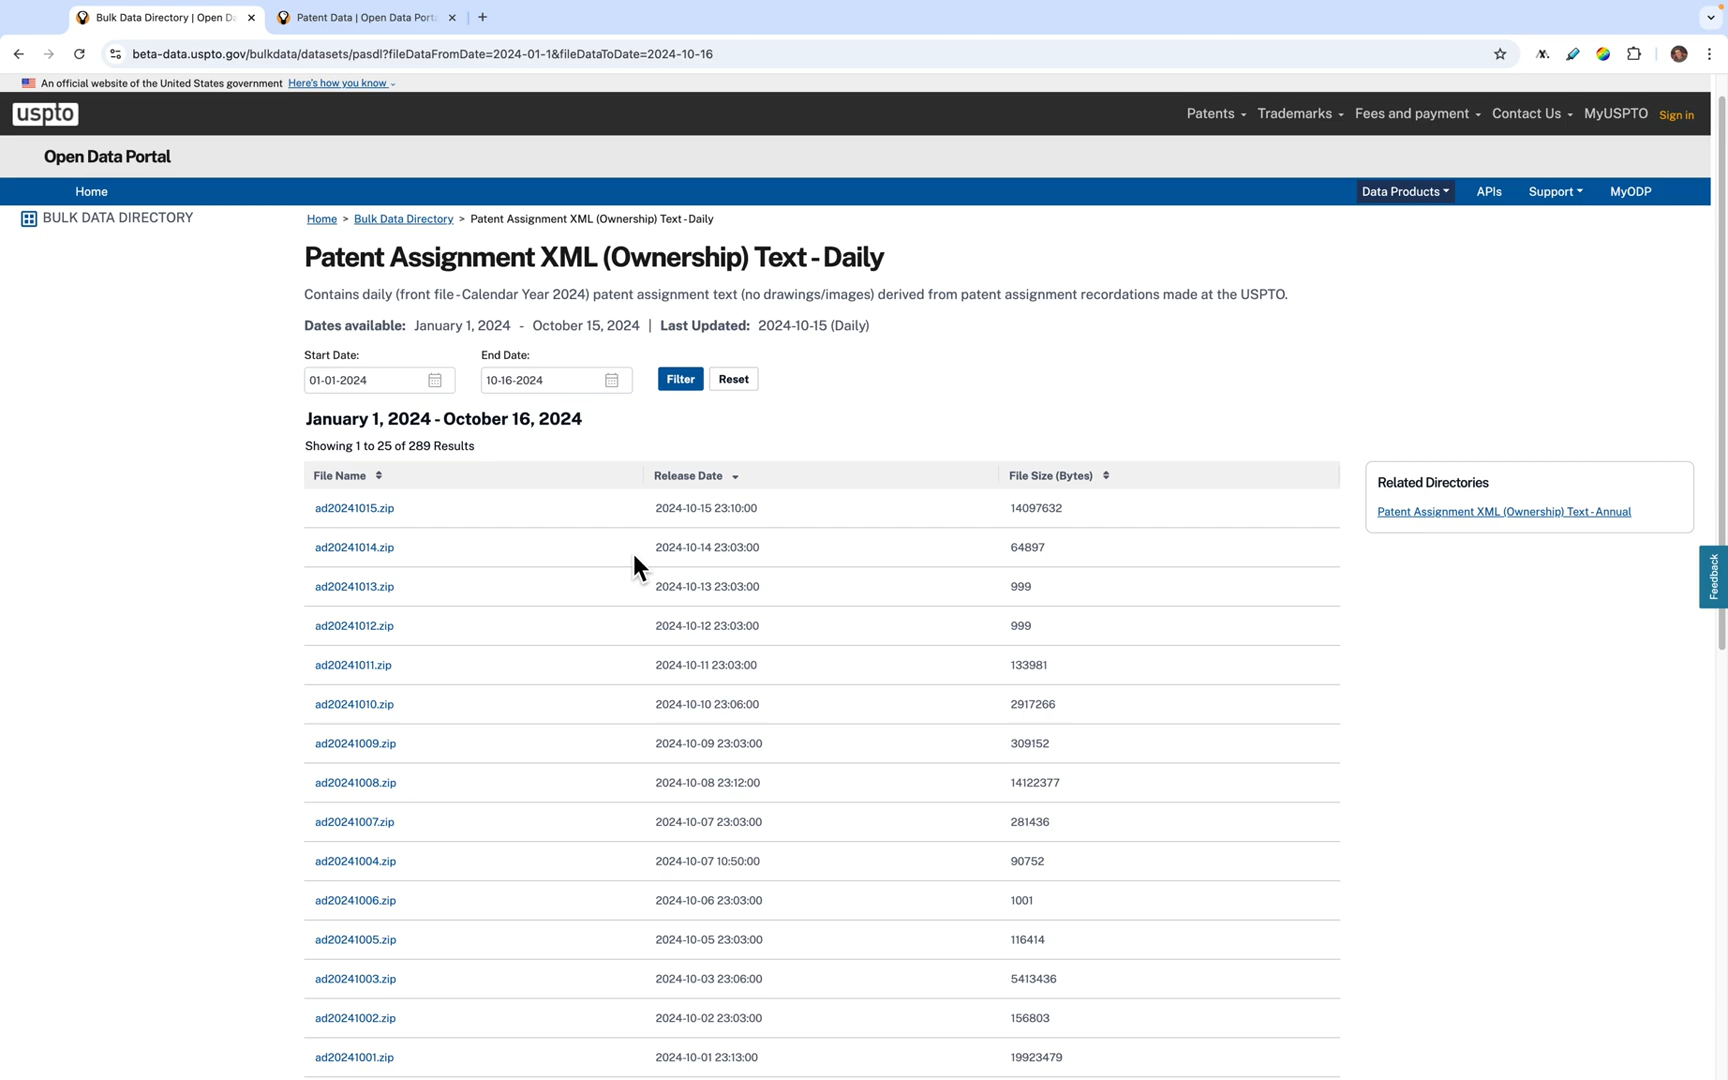 Bulk Data Directory | Open Da
Patent Data | Open Data Porta
beta-data.uspto.gov/bulkdata/datasets/pasdl?fileDataFromDate=2024-01-1&fileDataToDate=2024-10-16
An official website of the United States government Here's how you know
uspto
Patents Trademarks Fees and payment Contact Us MyUSPTO Sign in
Open Data Portal
Home Data Products APIs Support MyODP
BULK DATA DIRECTORY
Home > Bulk Data Directory > Patent Assignment XML (Ownership) Text - Daily
Patent Assignment XML (Ownership) Text - Daily
Contains daily (front file - Calendar Year 2024) patent assignment text (no drawings/images) derived from patent assignment recordations made at the USPTO.
Dates available: January 1, 2024 - October 15, 2024 | Last Updated: 2024-10-15 (Daily)
Start Date: End Date:
01-01-2024 10-16-2024 Filter Reset
January 1, 2024 - October 16, 2024
Showing 1 to 25 of 289 Results
File Name Release Date File Size (Bytes)
ad20241015.zip 2024-10-15 23:10:00 14097632
ad20241014.zip 2024-10-14 23:03:00 64897
ad20241013.zip 2024-10-13 23:03:00 999
ad20241012.zip 2024-10-12 23:03:00 999
ad20241011.zip 2024-10-11 23:03:00 133981
ad20241010.zip 2024-10-10 23:06:00 2917266
ad20241009.zip 2024-10-09 23:03:00 309152
ad20241008.zip 2024-10-08 23:12:00 14122377
ad20241007.zip 2024-10-07 23:03:00 281436
ad20241004.zip 2024-10-07 10:50:00 90752
ad20241006.zip 2024-10-06 23:03:00 1001
ad20241005.zip 2024-10-05 23:03:00 116414
ad20241003.zip 2024-10-03 23:06:00 5413436
ad20241002.zip 2024-10-02 23:03:00 156803
ad20241001.zip 2024-10-01 23:13:00 19923479
Related Directories
Patent Assignment XML (Ownership) Text - Annual
Feedback